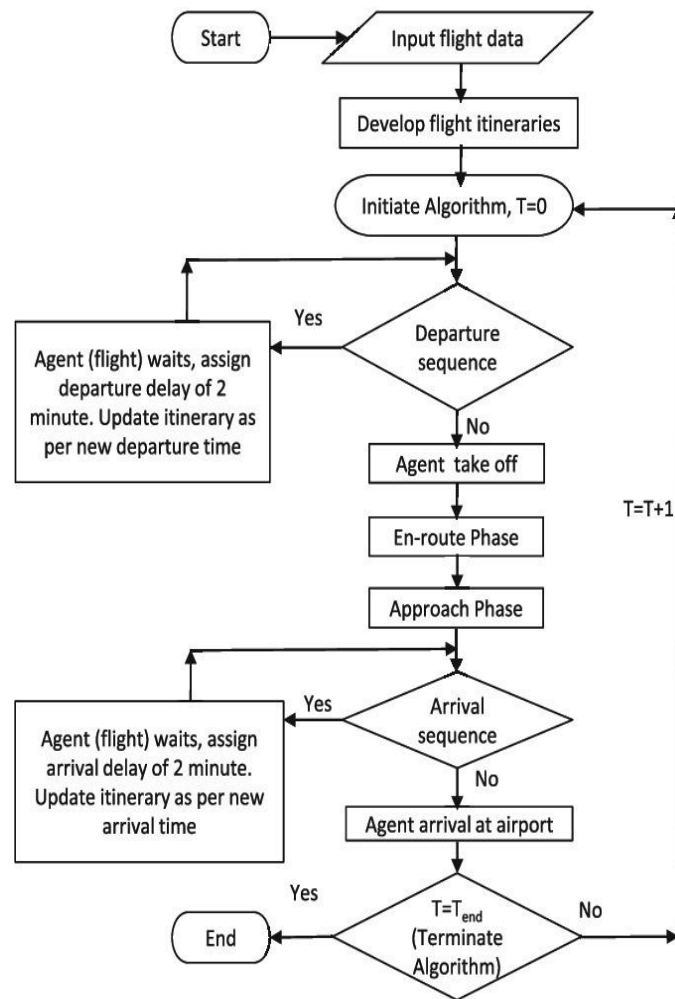 Start
Input flight data
Develop flight itineraries
Initiate Algorithm, T=0
Yes
Departure
sequence
Agent (flight) waits, assign
departure delay of 2
minute. Update itinerary as
per new departure time
No
Agent take off
En-route Phase
T=T+1
Approach Phase
Yes
Arrival
sequence
Agent (flight) waits, assign
arrival delay of 2 minute.
Update itinerary as per new
arrival time
No
Agent arrival at airport
Yes
T=Tend
(Terminate
Algorithm)
No
End